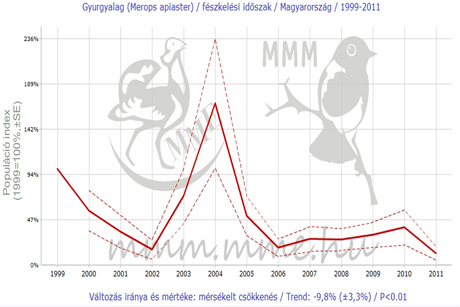 Gyurgyalag (Merops apiaster) / fészkelési időszak / Magyarország / 1999-2011
Populáció index
(1999=100%,±SE)
236%
189%
142%
94%
47%
0%
MMM
mmm.mme.hu
1999 2000 2001 2002 2003 2004 2005 2006 2007 2008 2009 2010 2011
Változás iránya és mértéke: mérsékelt csökkenés / Trend: -9,8% (±3,3%) / P<0.01